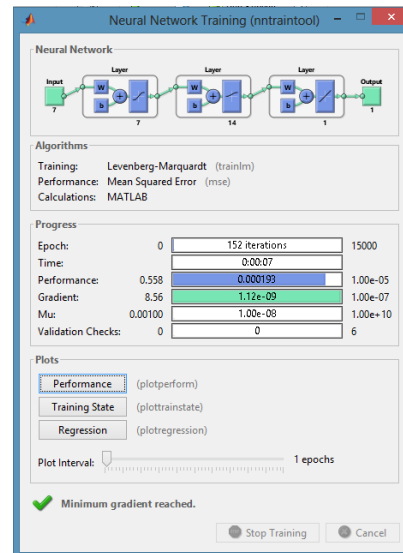 Neural Network Training (nntraintool)
Neural Network
Layer Layer Layer
Input W W W Output
b b b
7 7 14 1 1
Algorithms
Training: Levenberg-Marquardt (trainlm)
Performance: Mean Squared Error (mse)
Calculations: MATLAB
Progress
Epoch: 0 152 iterations 15000
Time: 0:00:07
Performance: 0.558 0.000193 1.00e-05
Gradient: 8.56 1.12e-09 1.00e-07
Mu: 0.00100 1.00e-08 1.00e+10
Validation Checks: 0 0 6
Plots
Performance (plotperform)
Training State (plottrainstate)
Regression (plotregression)
Plot Interval: 1 epochs
Minimum gradient reached.
Stop Training Cancel